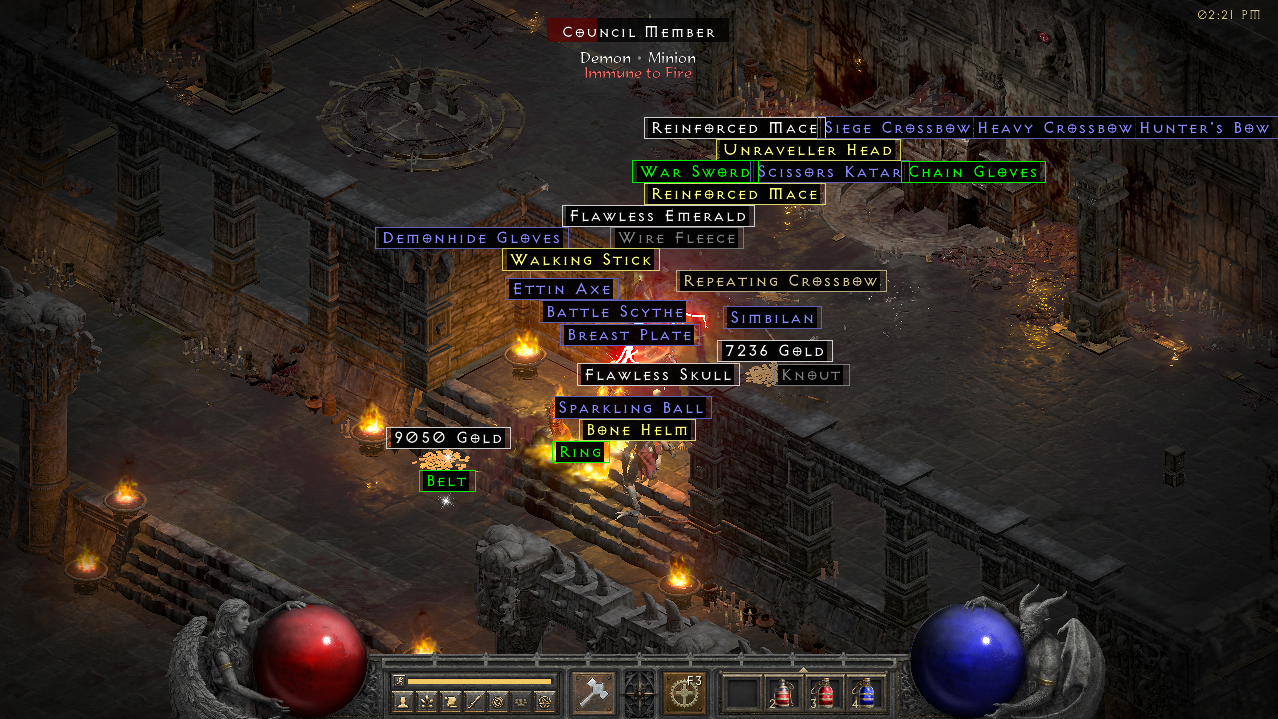 02:21 PM
Council Member
Demon • Minion
Immune to Fire
Reinforced Mace Siege Crossbow Heavy Crossbow Hunter's Bow
Unraveller Head
War Sword Scissors Katar Chain Gloves
Reinforced Mace
Flawless Emerald
Demonhide Gloves Wire Fleece
Walking Stick
Repeating Crossbow
Ettin Axe
Battle Scythe
Simbilan
Breast Plate
7236 Gold
Flawless Skull Knout
Sparkling Ball
Bone Helm
9050 Gold
Ring
Belt
F3
2 3 4